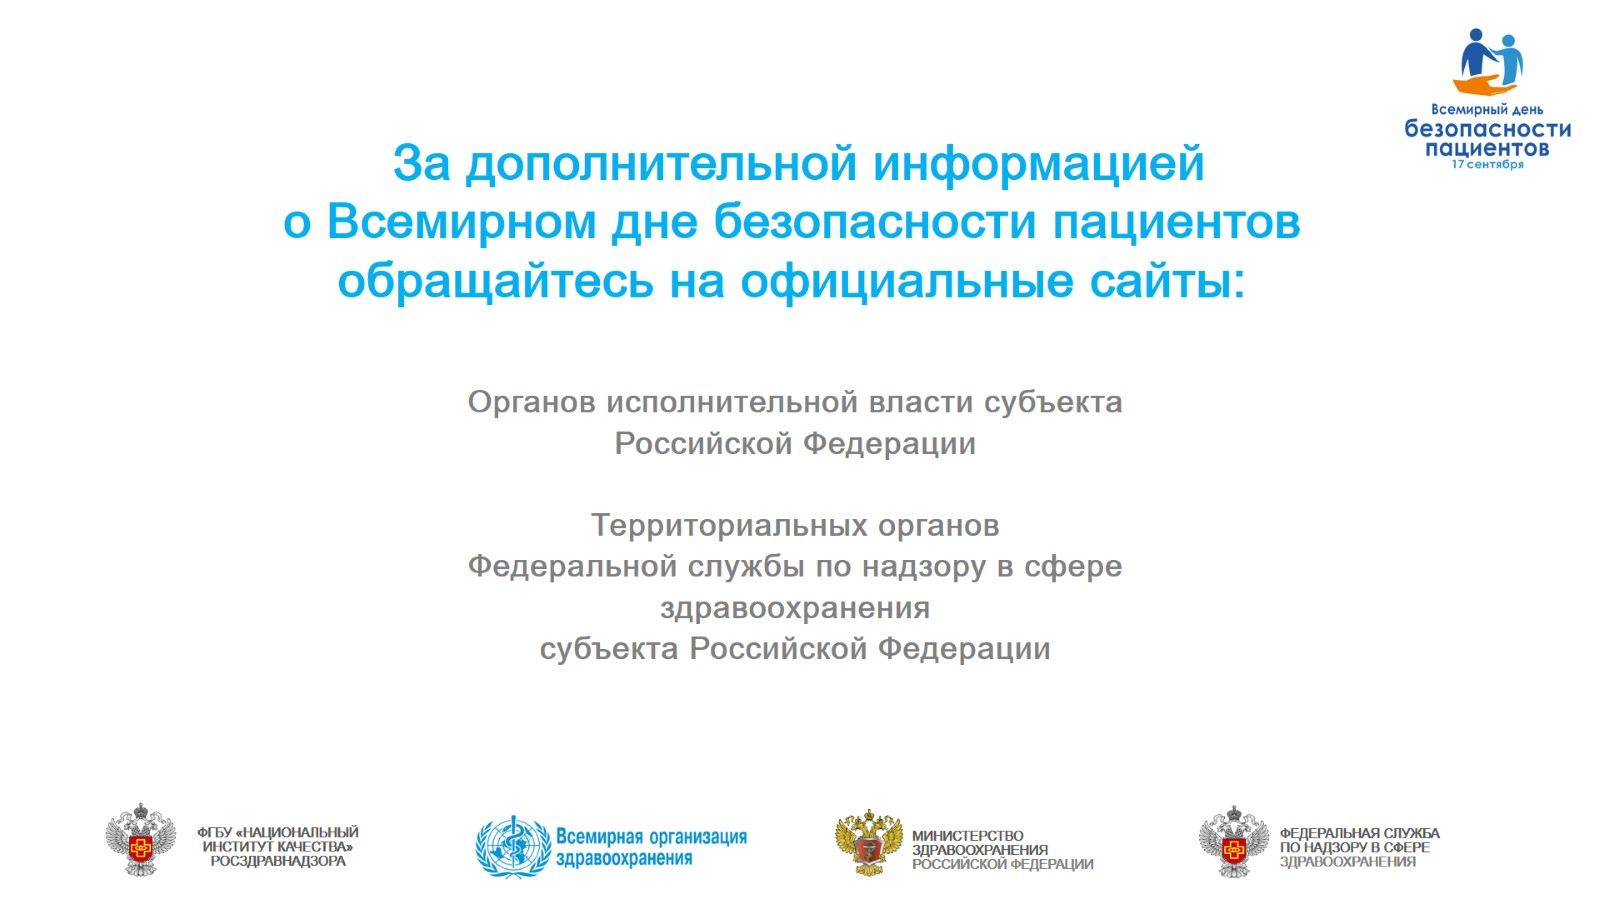 Всемирный день
безопасности
пациентов
17 сентября
За дополнительной информацией
о Всемирном дне безопасности пациентов
обращайтесь на официальные сайты:
Органов исполнительной власти субъекта
Российской Федерации
Территориальных органов
Федеральной службы по надзору в сфере
здравоохранения
субъекта Российской Федерации
ФГБУ «НАЦИОНАЛЬНЫЙ
ИНСТИТУТ КАЧЕСТВА»
РОСЗДРАВНАДЗОРА
Всемирная организация
здравоохранения
МИНИСТЕРСТВО
ЗДРАВООХРАНЕНИЯ
РОССИЙСКОЙ ФЕДЕРАЦИИ
ФЕДЕРАЛЬНАЯ СЛУЖБА
ПО НАДЗОРУ В СФЕРЕ
ЗДРАВООХРАНЕНИЯ